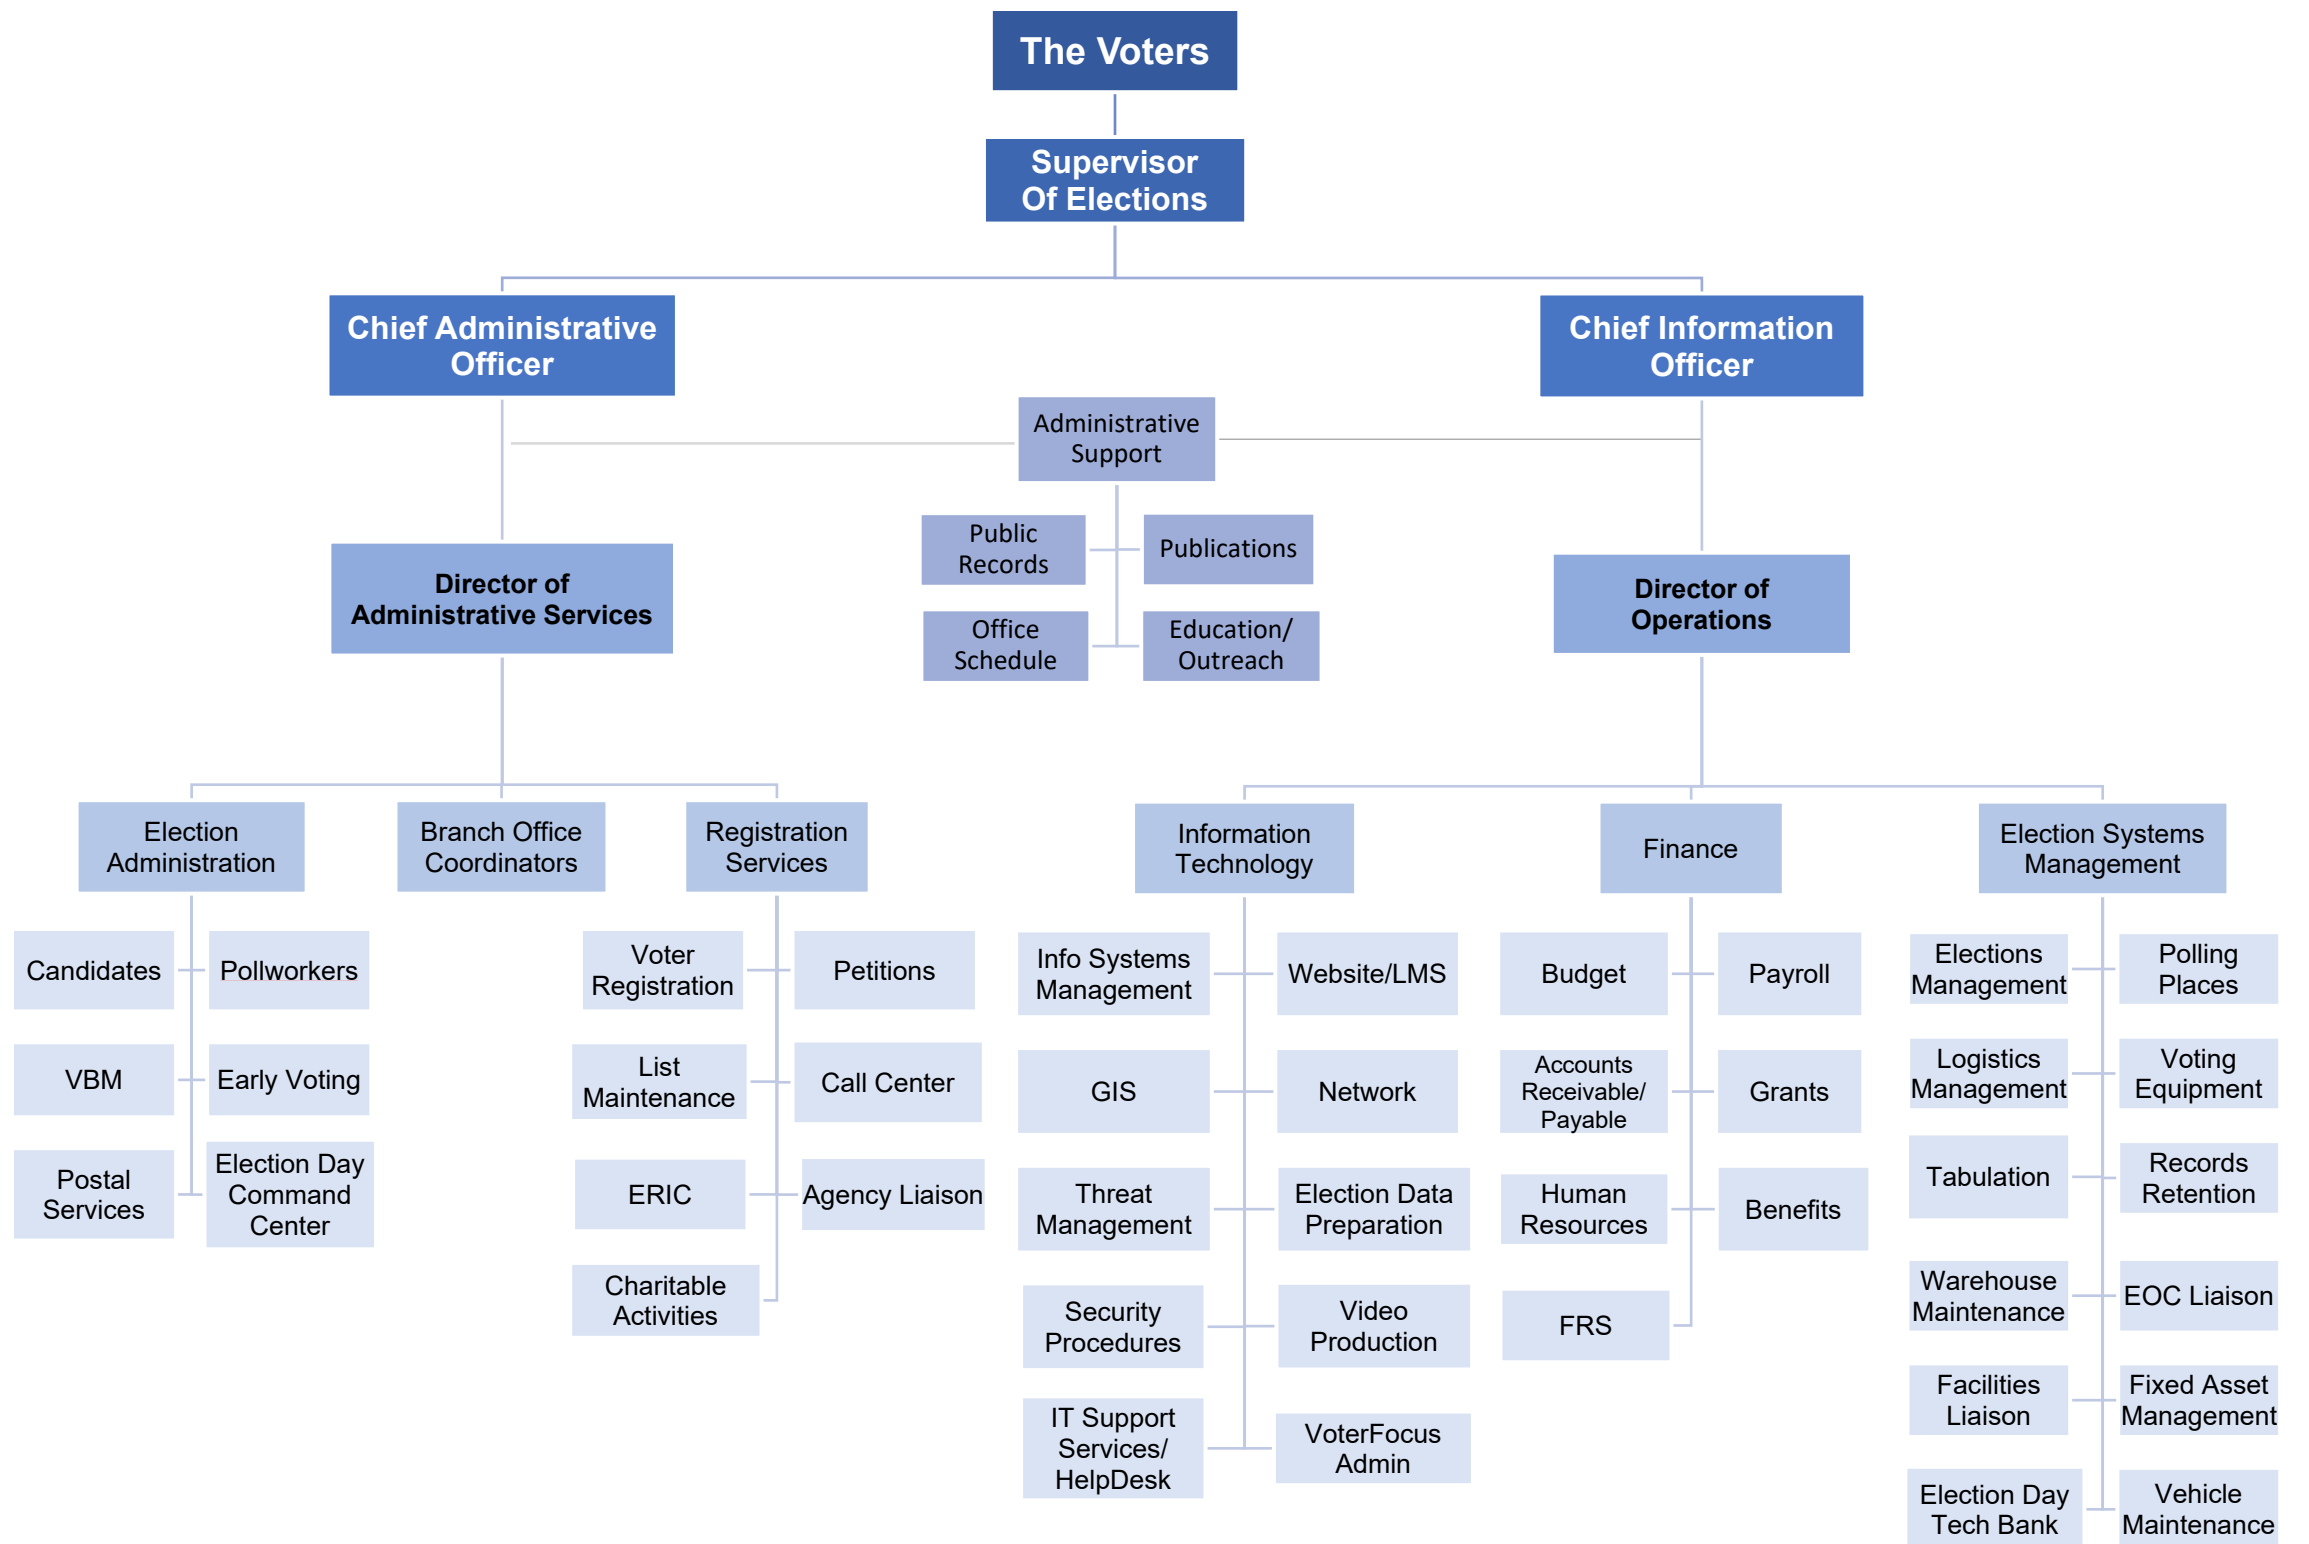 The Voters
Supervisor
Of Elections
Chief Administrative
Officer
Chief Information
Officer
Administrative
Support
Public
Records
Publications
Office
Schedule
Education/
Outreach
Director of
Administrative Services
Director of
Operations
Election
Administration
Branch Office
Coordinators
Registration
Services
Information
Technology
Finance
Election Systems
Management
Candidates
Pollworkers
VBM
Early Voting
Postal
Services
Election Day
Command
Center
Voter
Registration
Petitions
List
Maintenance
Call Center
ERIC
Agency Liaison
Charitable
Activities
Info Systems
Management
Website/LMS
GIS
Network
Threat
Management
Election Data
Preparation
Security
Procedures
Video
Production
IT Support
Services/
HelpDesk
VoterFocus
Admin
Budget
Payroll
Accounts
Receivable/
Payable
Grants
Human
Resources
Benefits
FRS
Elections
Management
Polling
Places
Logistics
Management
Voting
Equipment
Tabulation
Records
Retention
Warehouse
Maintenance
EOC Liaison
Facilities
Liaison
Fixed Asset
Management
Election Day
Tech Bank
Vehicle
Maintenance